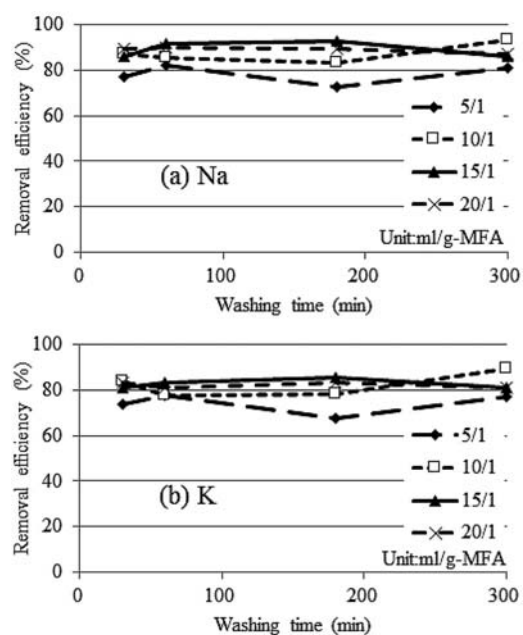 100
80
60
40
20
0
Removal efficiency (%)
(a) Na
5/1
10/1
15/1
20/1
Unit:ml/g-MFA
0 100 200 300
Washing time (min)
100
80
60
40
20
0
Removal efficiency (%)
(b) K
5/1
10/1
15/1
20/1
Unit:ml/g-MFA
0 100 200 300
Washing time (min)